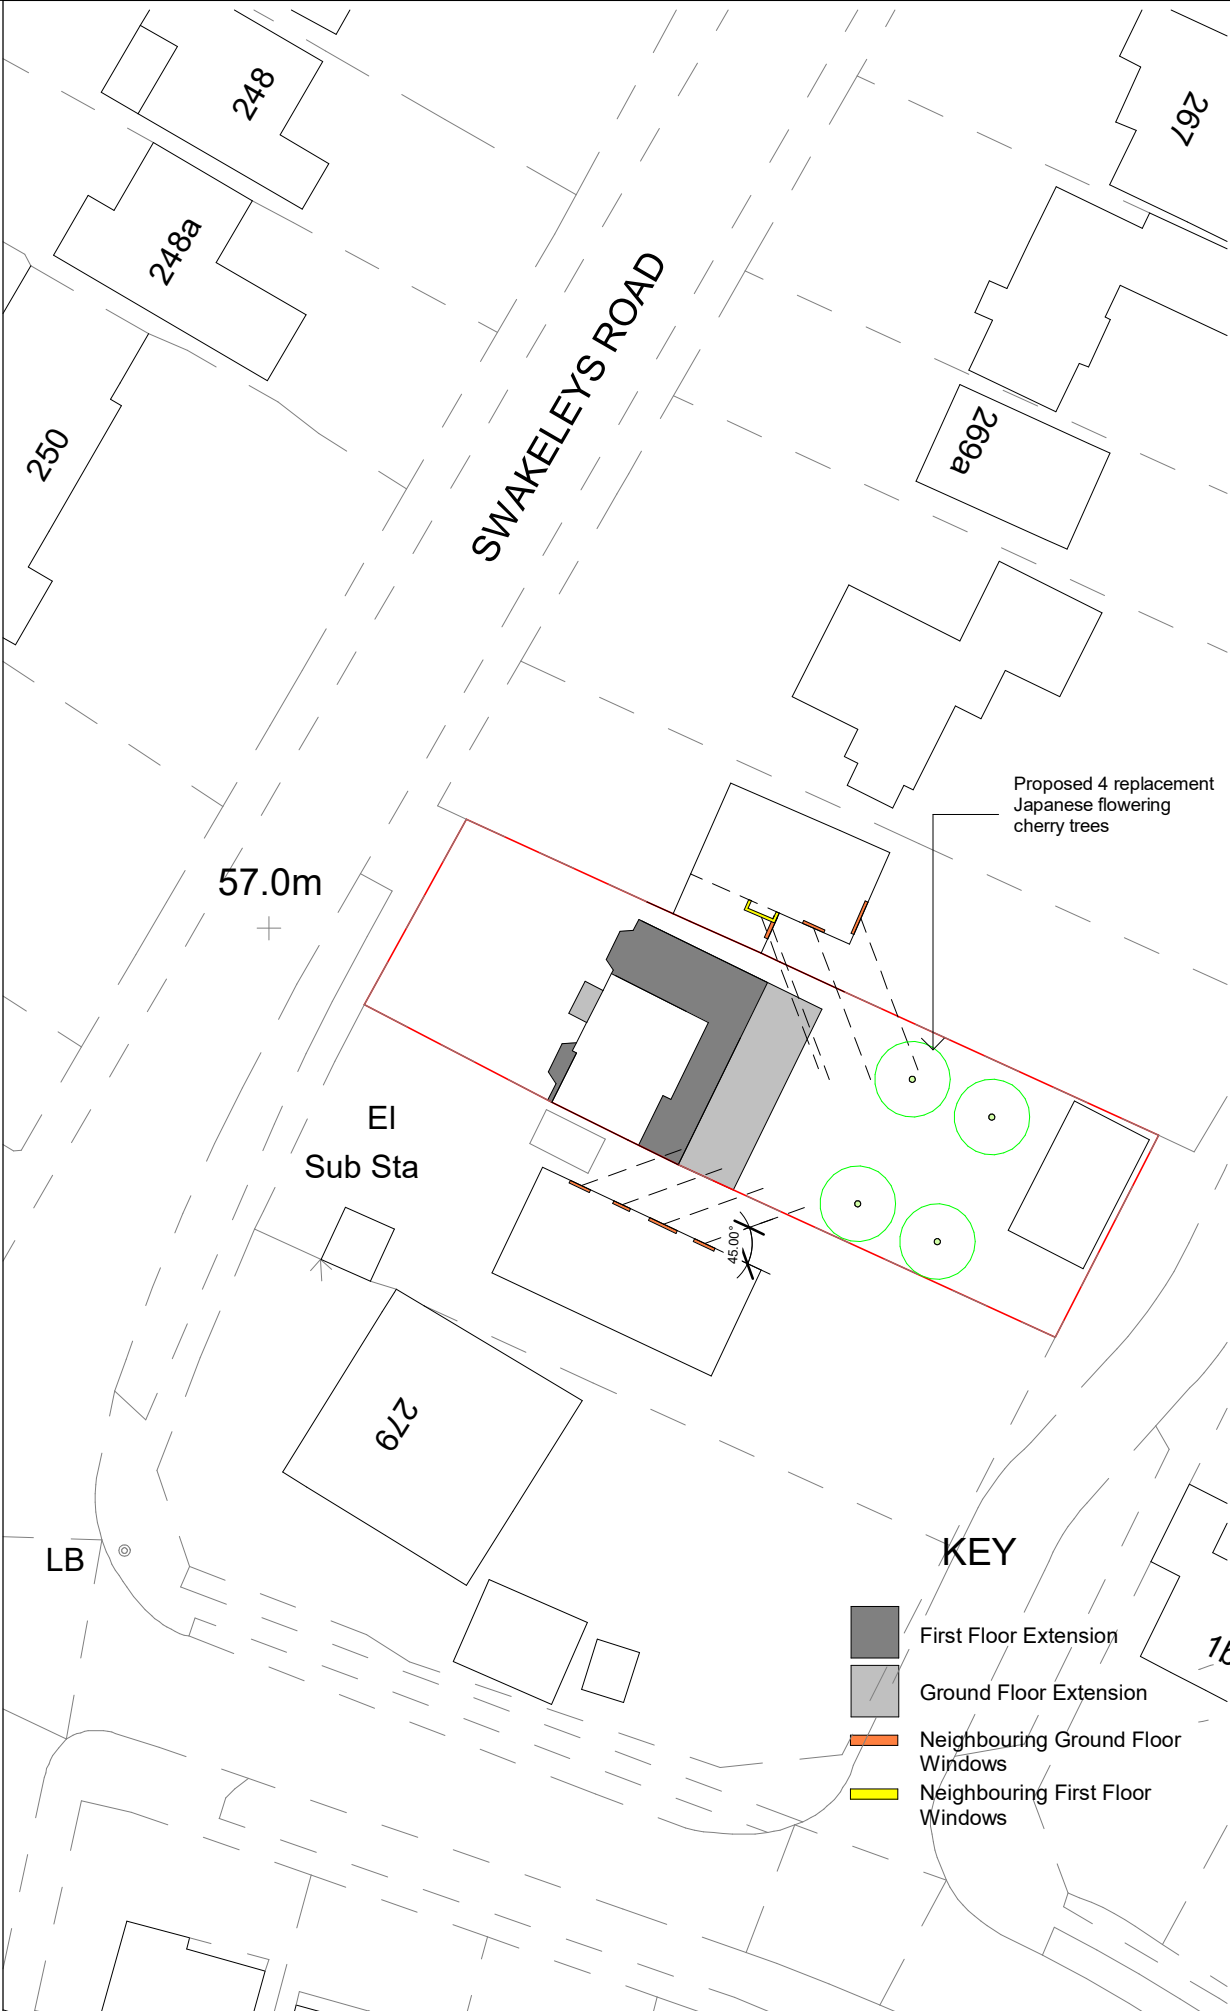 248
267
248a
SWAKELEYS ROAD
269a
250
Proposed 4 replacement
Japanese flowering
cherry trees
57.0m
El
Sub Sta
45.00°
279
KEY
LB
First Floor Extension
1b
Ground Floor Extension
Neighbouring Ground Floor
Windows
Neighbouring First Floor
Windows